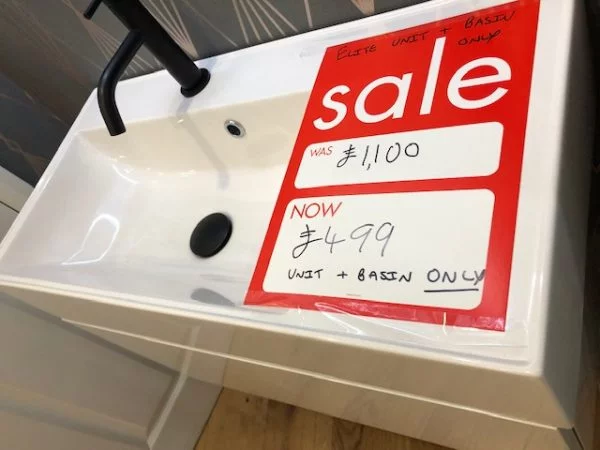 ELITE UNIT + BASIN
ONLY
sale
WAS £1,100
NOW
£499
UNIT + BASIN ONLY